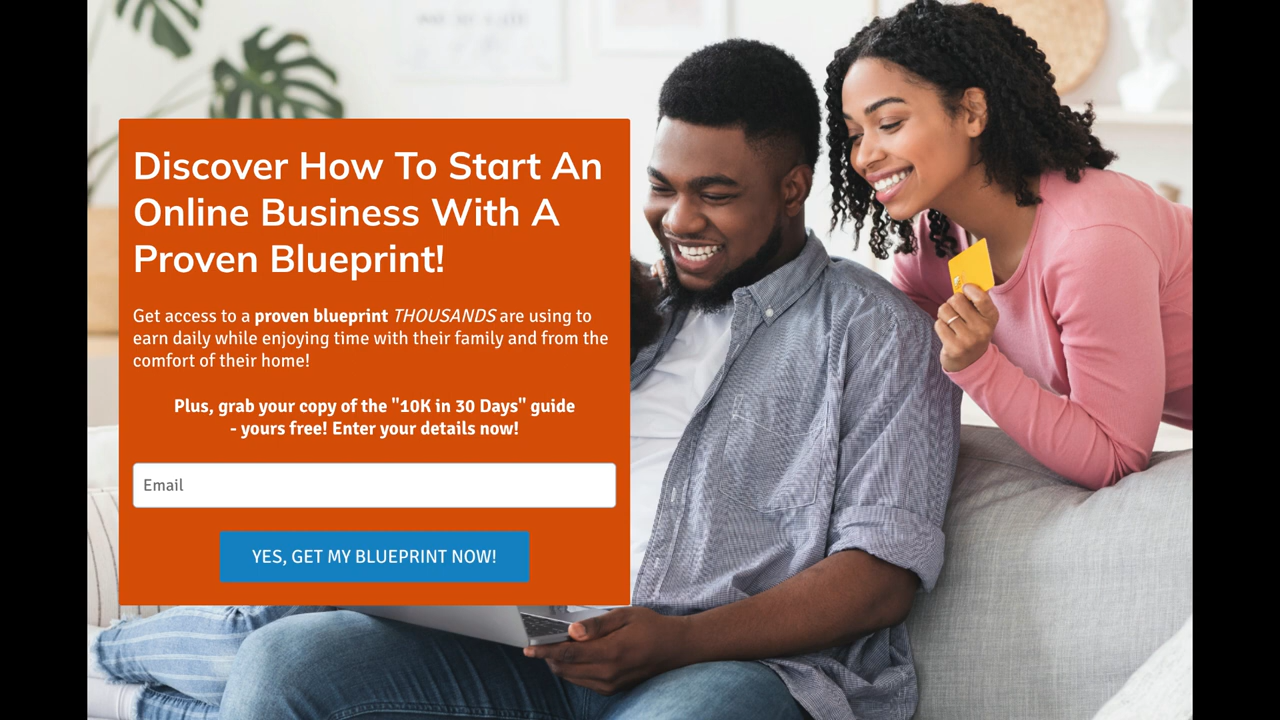 Discover How To Start An
Online Business With A
Proven Blueprint!
Get access to a proven blueprint THOUSANDS are using to
earn daily while enjoying time with their family and from the
comfort of their home!
Plus, grab your copy of the "10K in 30 Days" guide
- yours free! Enter your details now!
Email
YES, GET MY BLUEPRINT NOW!